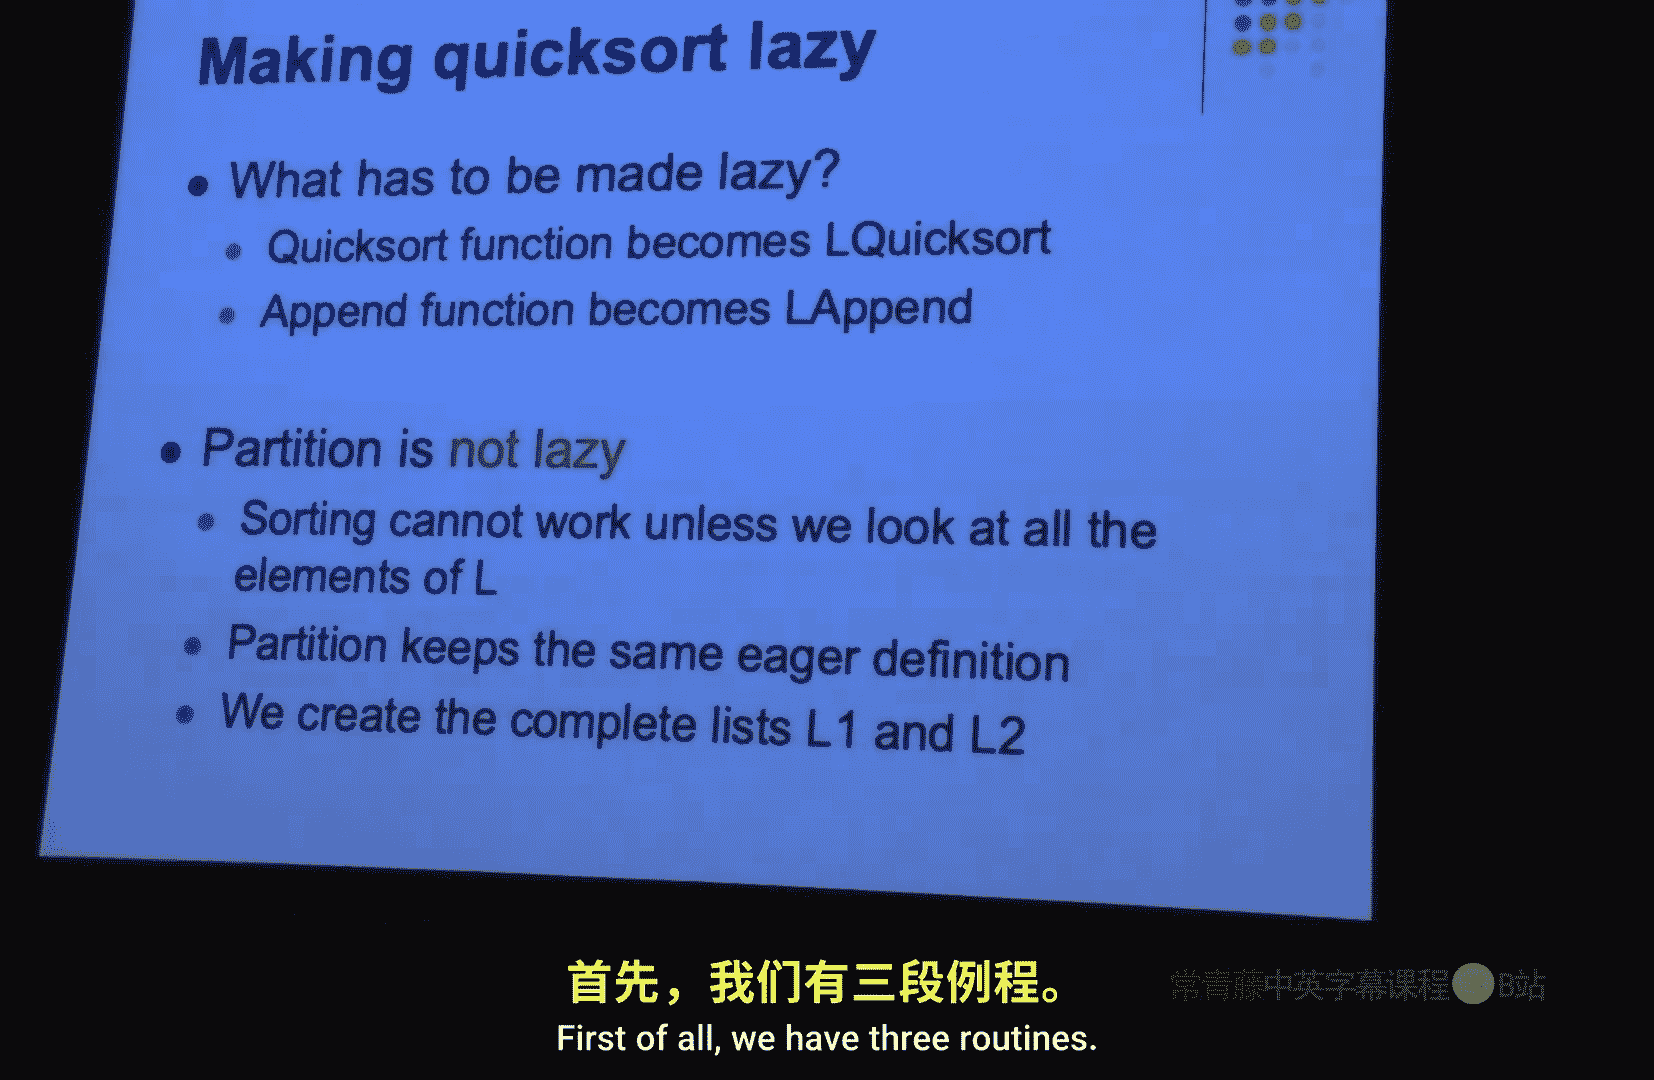 Making quicksort lazy
What has to be made lazy?
Quicksort function becomes LQuicksort
Append function becomes LAppend
Partition is not lazy
Sorting cannot work unless we look at all the
elements of L
Partition keeps the same eager definition
We create the complete lists L1 and L2
首先，我们有三段例程。
常青藤中英字幕课程 B站
First of all, we have three routines.